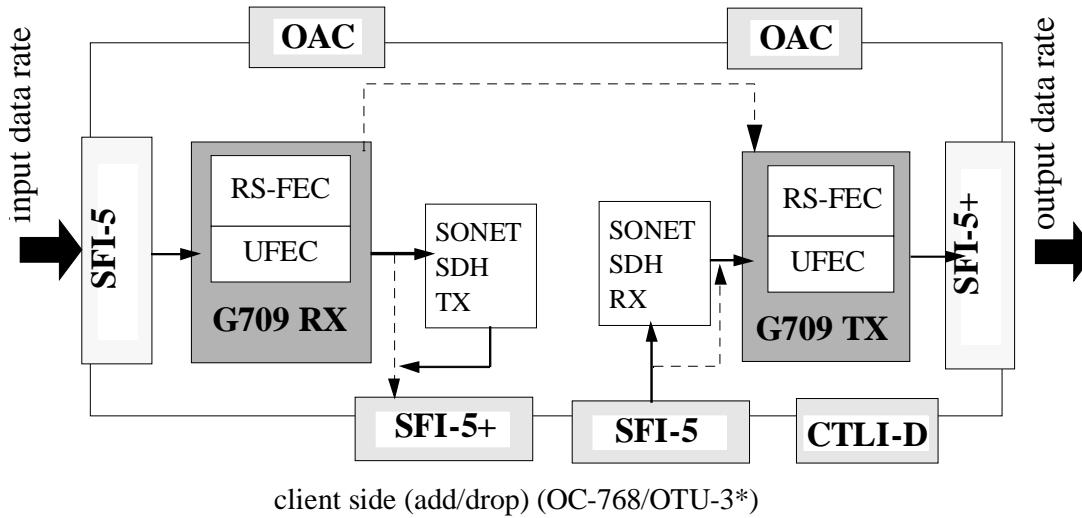 OAC
OAC
input data rate
SFI-5
RS-FEC
UFEC
G709 RX
SONET
SDH
TX
SONET
SDH
RX
RS-FEC
UFEC
G709 TX
SFI-5+
output data rate
SFI-5+
SFI-5
CTLI-D
client side (add/drop) (OC-768/OTU-3*)